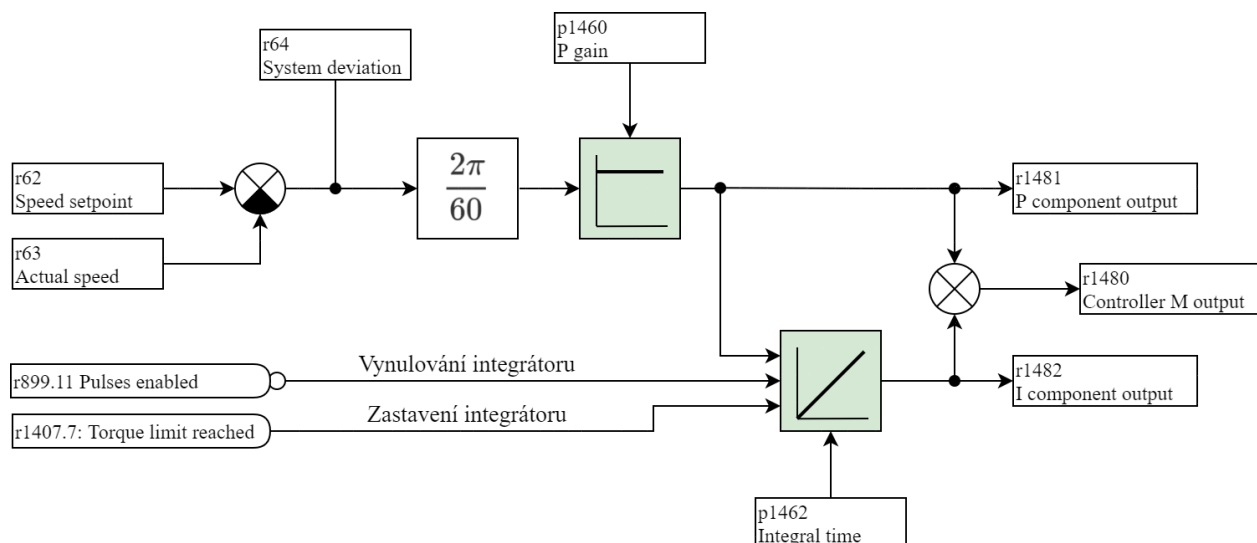 p1460
P gain
r64
System deviation
2π
60
r62
Speed setpoint
r1481
P component output
r63
Actual speed
r1480
Controller M output
Vynulování integrátoru
r899.11 Pulses enabled
r1482
I component output
Zastavení integrátoru
r1407.7: Torque limit reached
p1462
Integral time